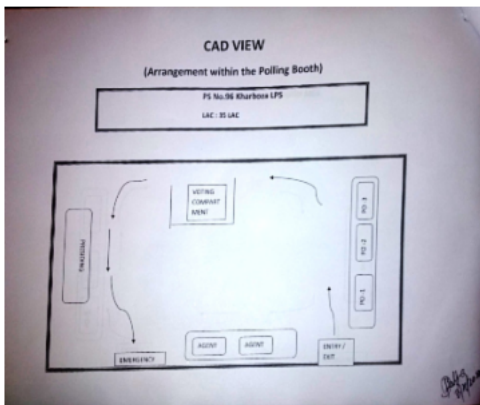 CAD VIEW
(Arrangement within the Polling Booth)
PS No.96 Kharboza LPS
LAC : 35 LAC
VOTING
COMPART
MENT
PRESIDING
PO-3
PO-2
PO-1
AGENT
AGENT
ENTRY /
EXIT
EMERGENCY